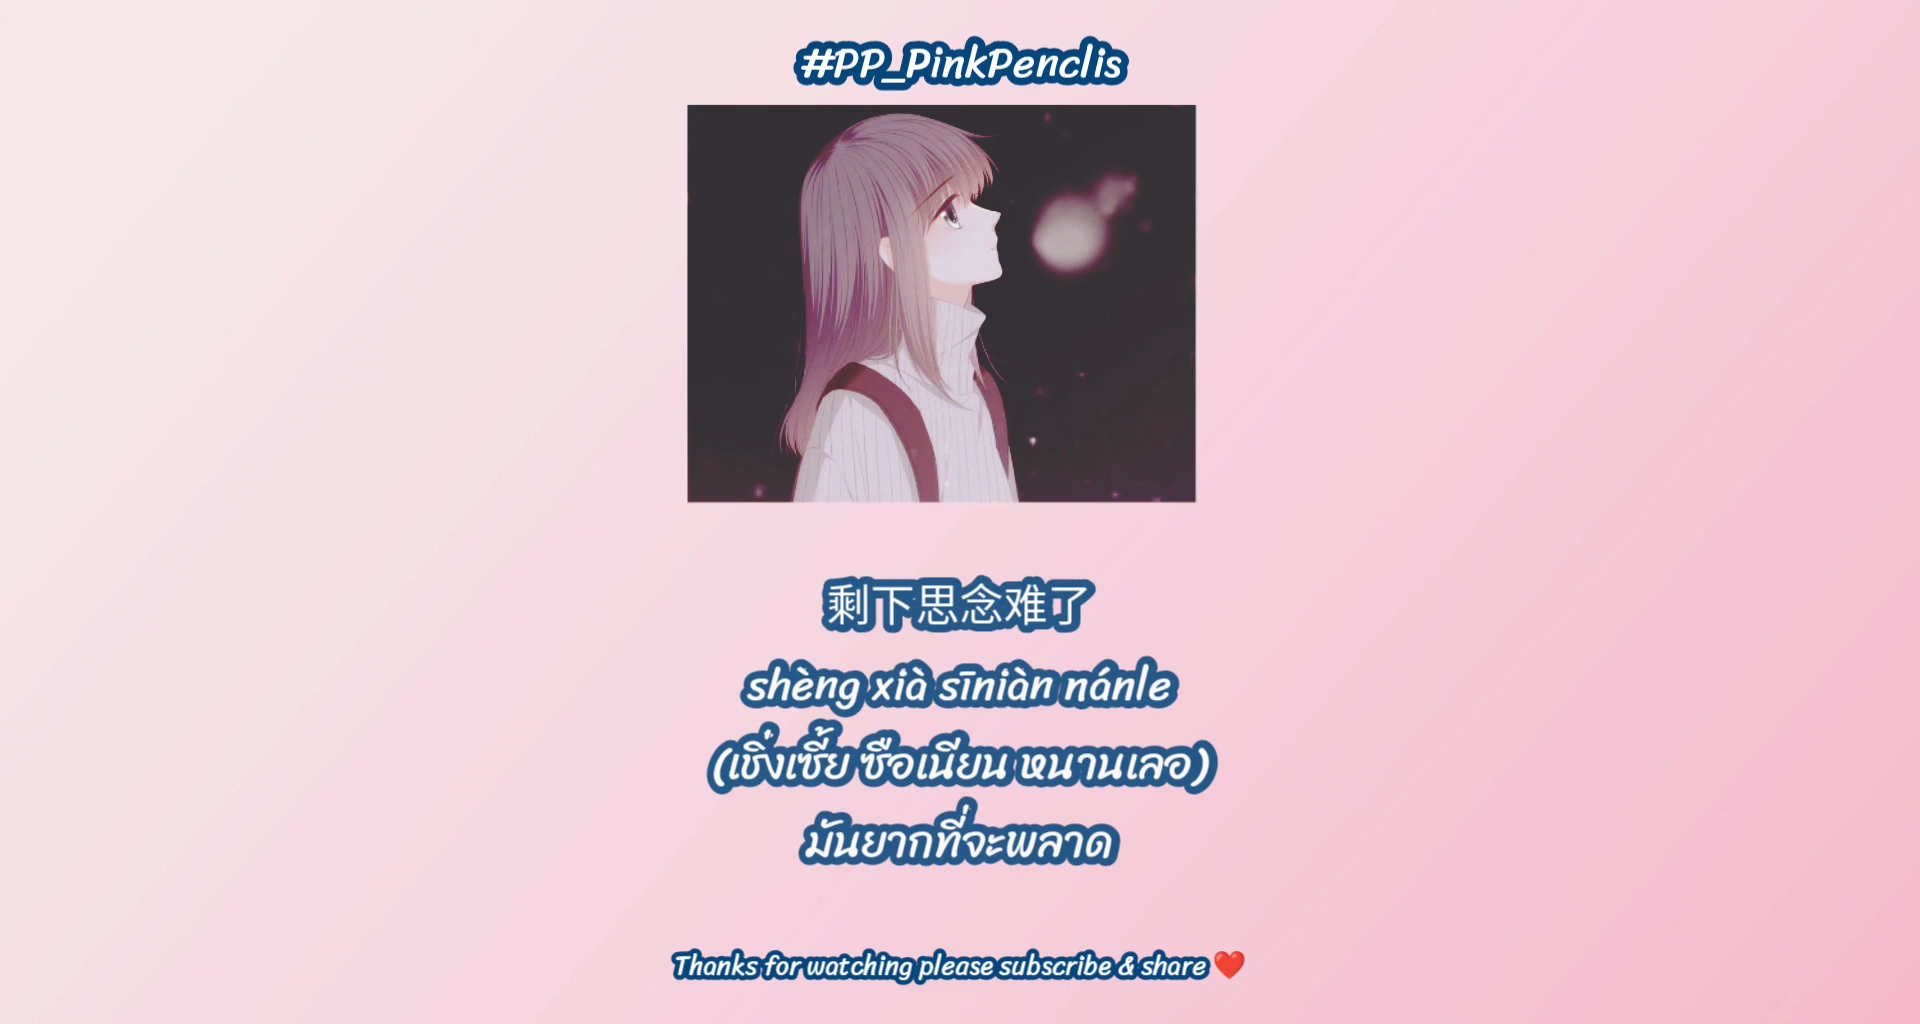 #PP_PinkPenclis
剩下思念难了
shèng xià sīniàn nánle
(เชิ่งเซี้ย ซือเนียน หนานเลอ)
มันยากที่จะพลาด
Thanks for watching please subscribe & share ❤️